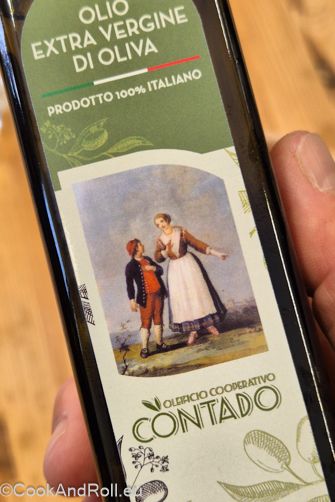 OLIO
EXTRA VERGINE
DI OLIVA
PRODOTTO 100% ITALIANO
OLEIFICIO COOPERATIVO
CONTADO
©CookAndRoll.eu